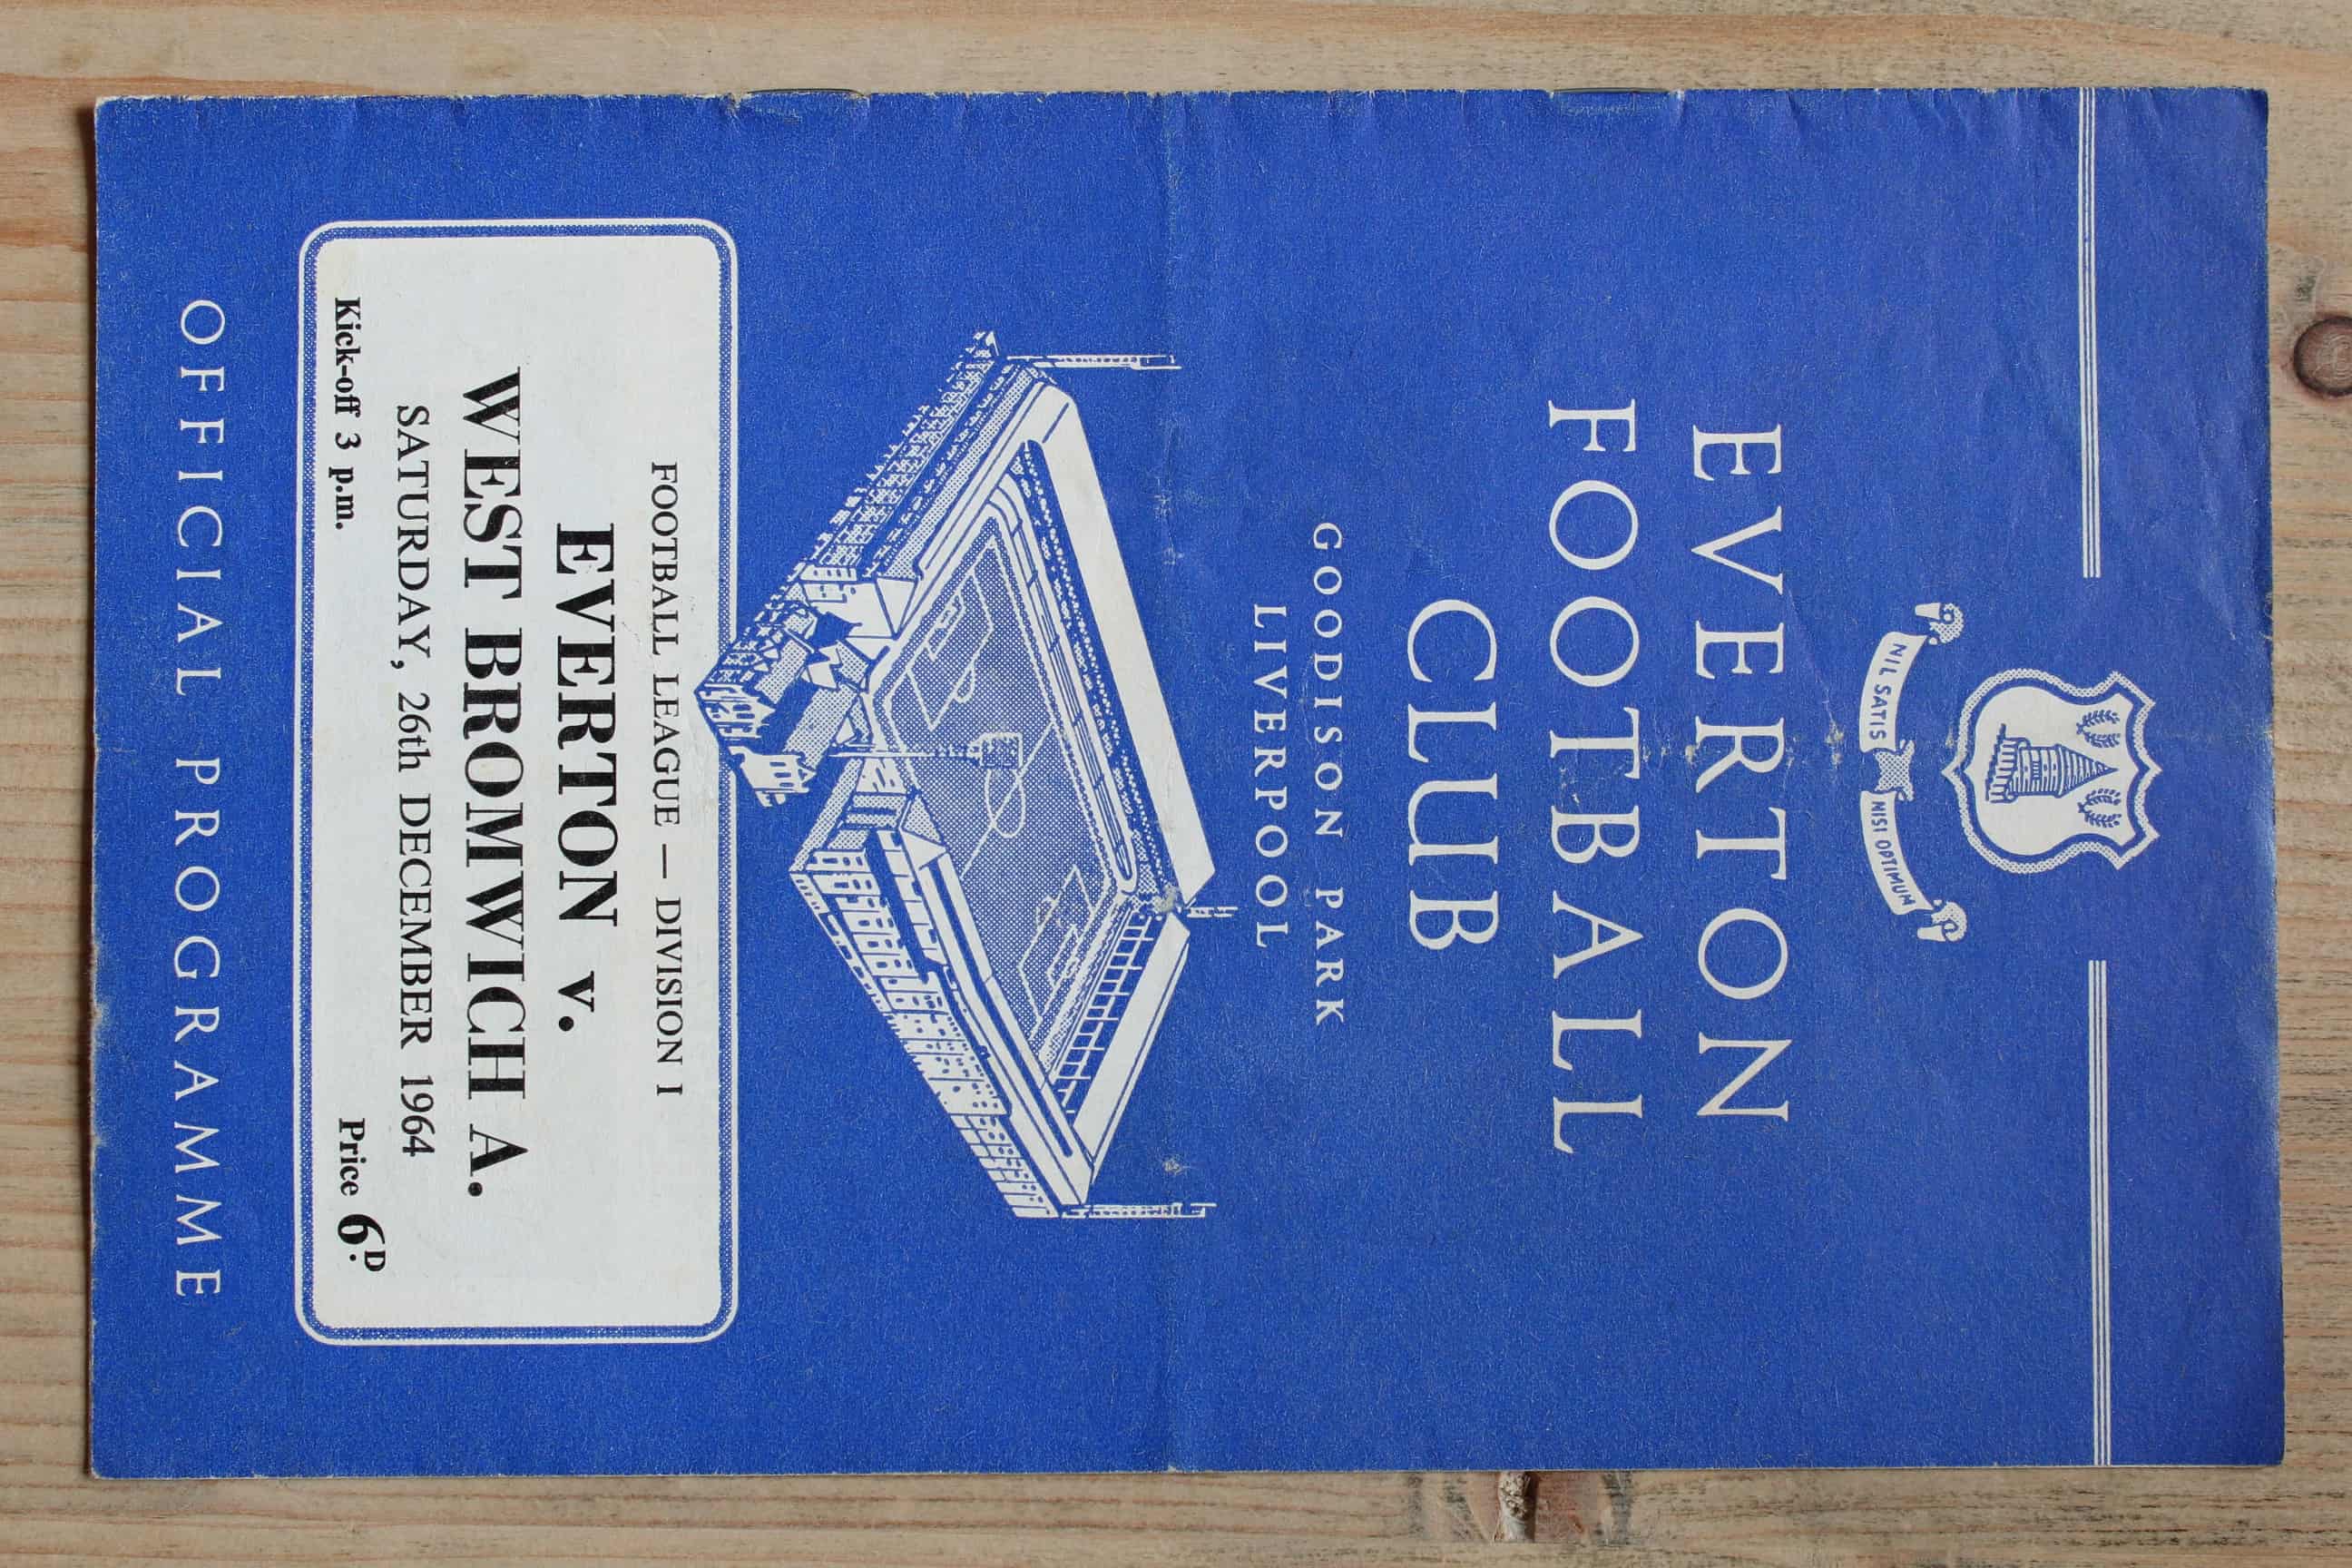 NIL SATIS NISI OPTIMUM
EVERTON
FOOTBALL
CLUB
GOODISON PARK
LIVERPOOL
FOOTBALL LEAGUE — DIVISION I
EVERTON v.
WEST BROMWICH A.
SATURDAY, 26th DECEMBER 1964
Kick-off 3 p.m. Price 6D.
OFFICIAL PROGRAMME